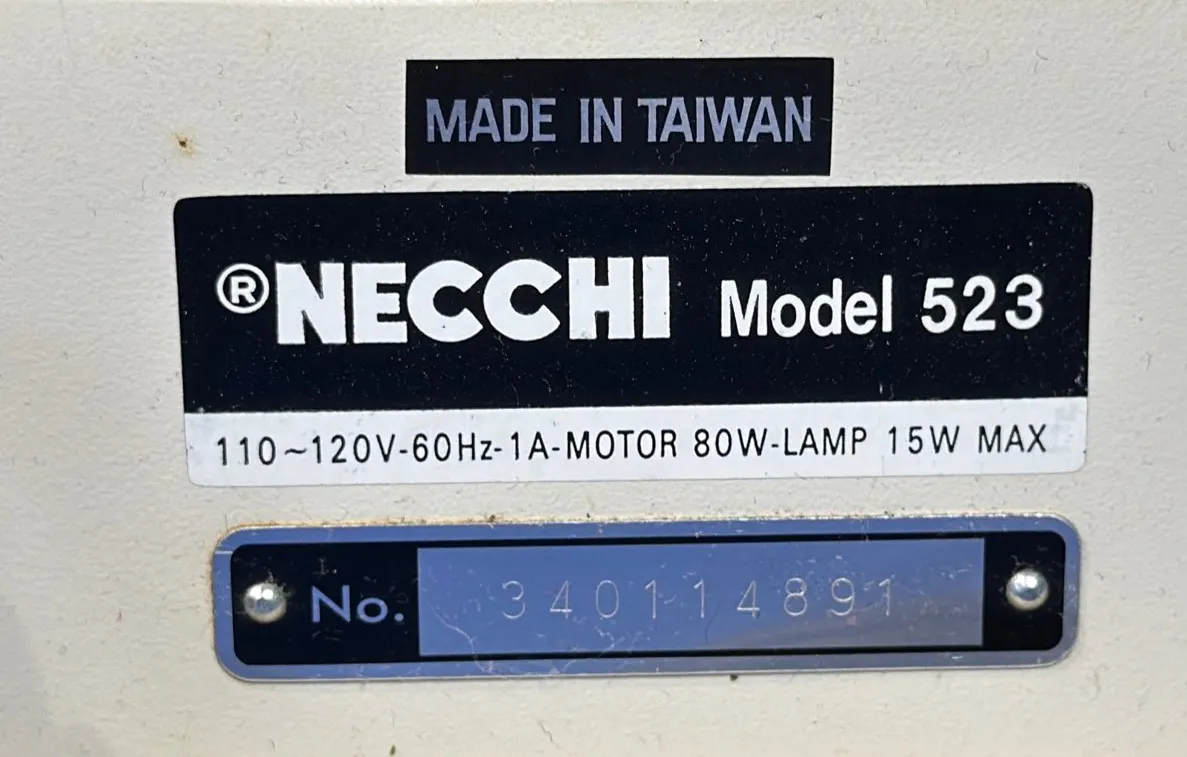 MADE IN TAIWAN
®NECCHI Model 523
110~120V-60Hz-1A-MOTOR 80W-LAMP 15W MAX
No. 340114891